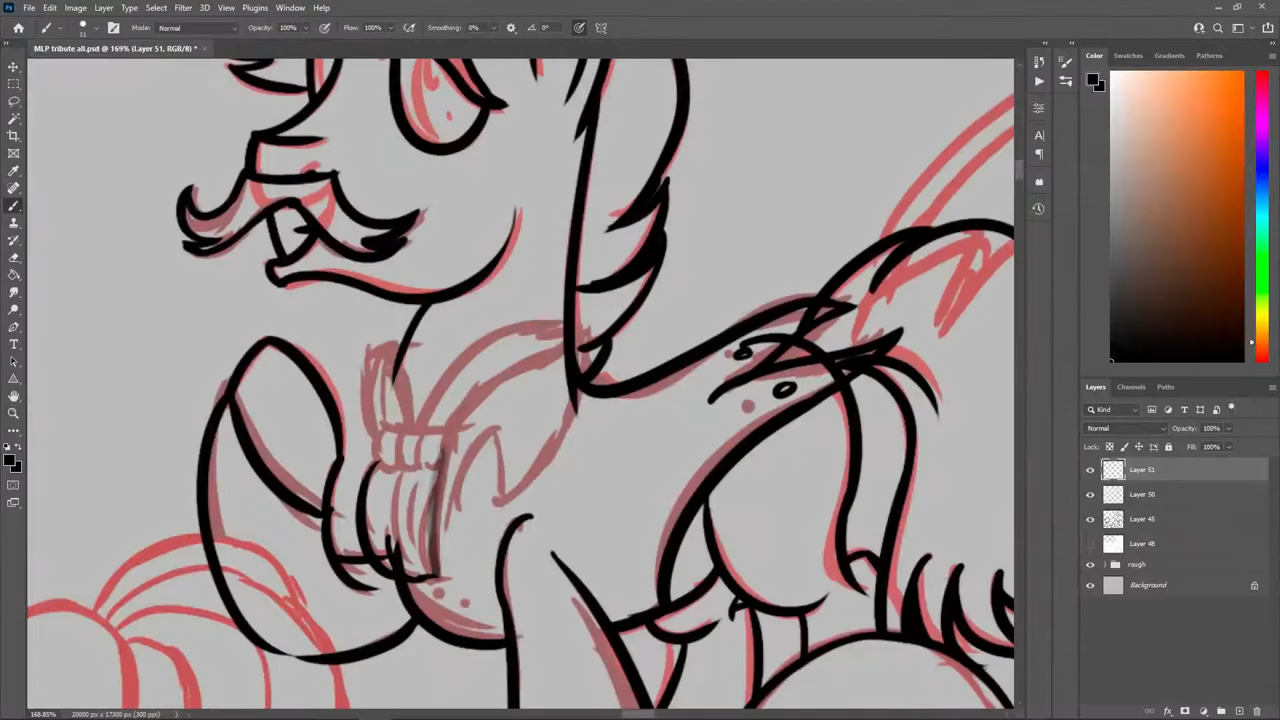 File Edit Image Layer Type Select Filter 3D View Plugins Window Help
11 Mode: Normal Opacity: 100% Flow: 100% Smoothing: 0% 0°
MLP tribute all.psd @ 169% (Layer 51, RGB/8) *
Color Swatches Gradients Patterns
Layers Channels Paths
Kind
Normal Opacity: 100%
Lock: Fill: 100%
Layer 51
Layer 50
Layer 45
Layer 48
rough
Background
168.85% 20000 px x 17300 px (300 ppi)